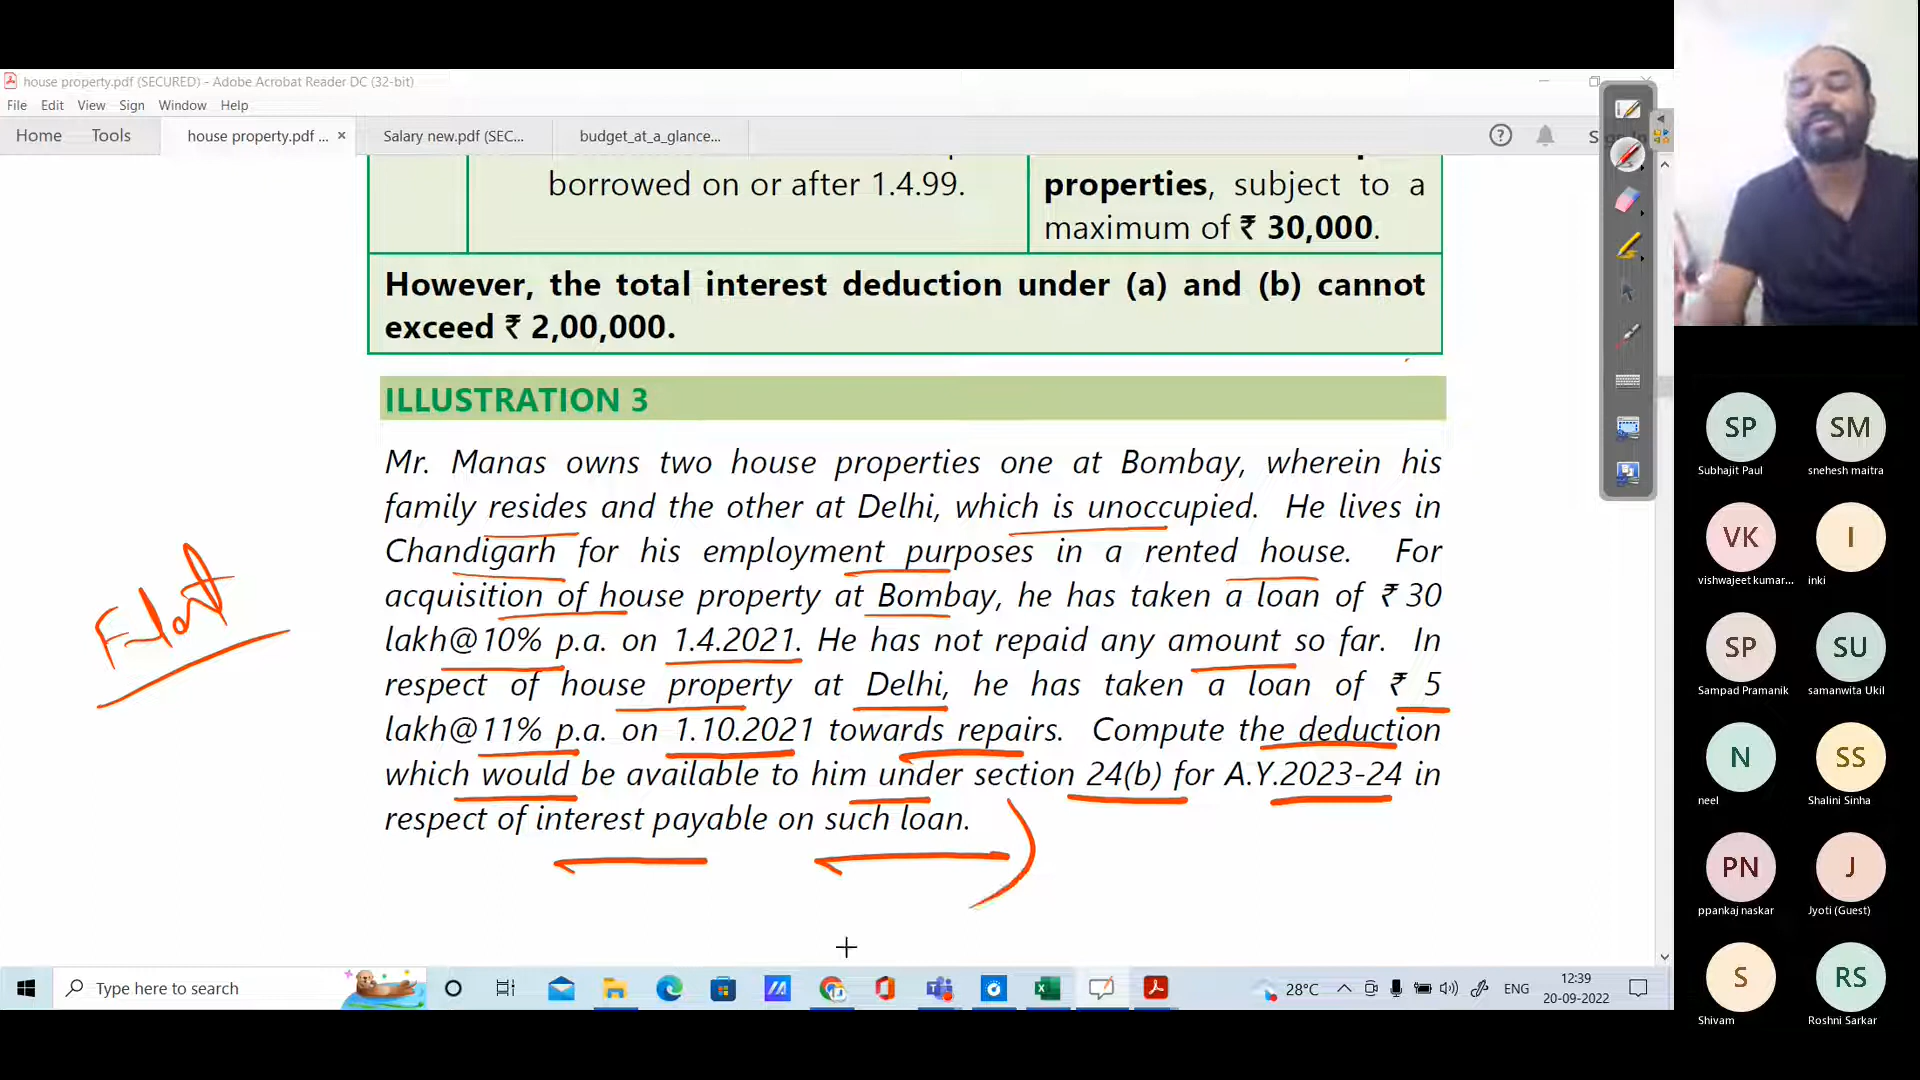 house property.pdf (SECURED) - Adobe Acrobat Reader DC (32-bit)
File Edit View Sign Window Help
Home Tools house property.pdf ... × Salary new.pdf (SEC... budget_at_a_glance...
borrowed on or after 1.4.99.
properties, subject to a
maximum of ₹ 30,000.
However, the total interest deduction under (a) and (b) cannot
exceed ₹ 2,00,000.
ILLUSTRATION 3
Mr. Manas owns two house properties one at Bombay, wherein his
family resides and the other at Delhi, which is unoccupied. He lives in
Chandigarh for his employment purposes in a rented house. For
acquisition of house property at Bombay, he has taken a loan of ₹ 30
lakh@10% p.a. on 1.4.2021. He has not repaid any amount so far. In
respect of house property at Delhi, he has taken a loan of ₹ 5
lakh@11% p.a. on 1.10.2021 towards repairs. Compute the deduction
which would be available to him under section 24(b) for A.Y.2023-24 in
respect of interest payable on such loan.
Flat
Type here to search
28°C
ENG
12:39
20-09-2022
SP SM
Subhajit Paul snehesh maitra
VK I
vishwajeet kumar... inki
SP SU
Sampad Pramanik samanwita Ukil
N SS
neel Shalini Sinha
PN J
ppankaj naskar Jyoti (Guest)
S RS
Shivam Roshni Sarkar